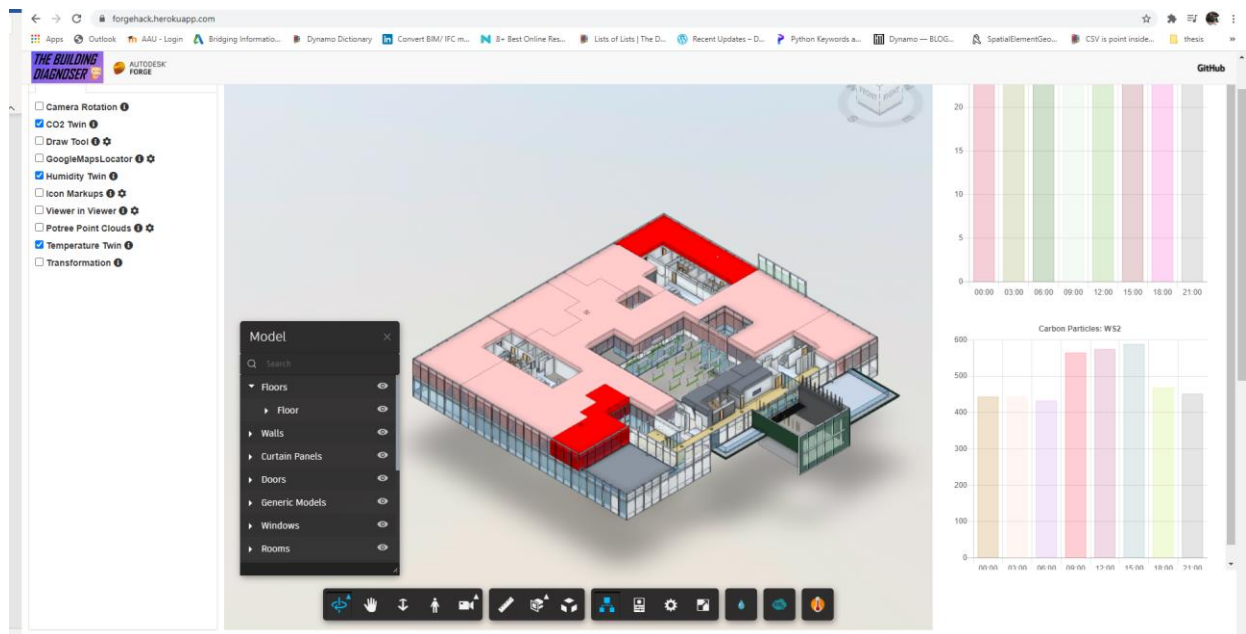 forgehack.herokuapp.com
Apps Outlook AAU - Login Bridging Informatio... Dynamo Dictionary Convert BIM/ IFC m... 8+ Best Online Res... Lists of Lists | The D... Recent Updates – D... Python Keywords a... Dynamo — BLOG... SpatialElementGeo... CSV is point inside... thesis »
THE BUILDING
DIAGNOSER
AUTODESK
FORGE
GitHub
Camera Rotation
CO2 Twin
Draw Tool
GoogleMapsLocator
Humidity Twin
Icon Markups
Viewer in Viewer
Potree Point Clouds
Temperature Twin
Transformation
FRONT RIGHT
Model
Search
Floors
Floor
Walls
Curtain Panels
Doors
Generic Models
Windows
Rooms
20
15
10
5
0
00:00 03:00 06:00 09:00 12:00 15:00 18:00 21:00
Carbon Particles: WS2
600
500
400
300
200
100
0
00:00 03:00 06:00 09:00 12:00 15:00 18:00 21:00